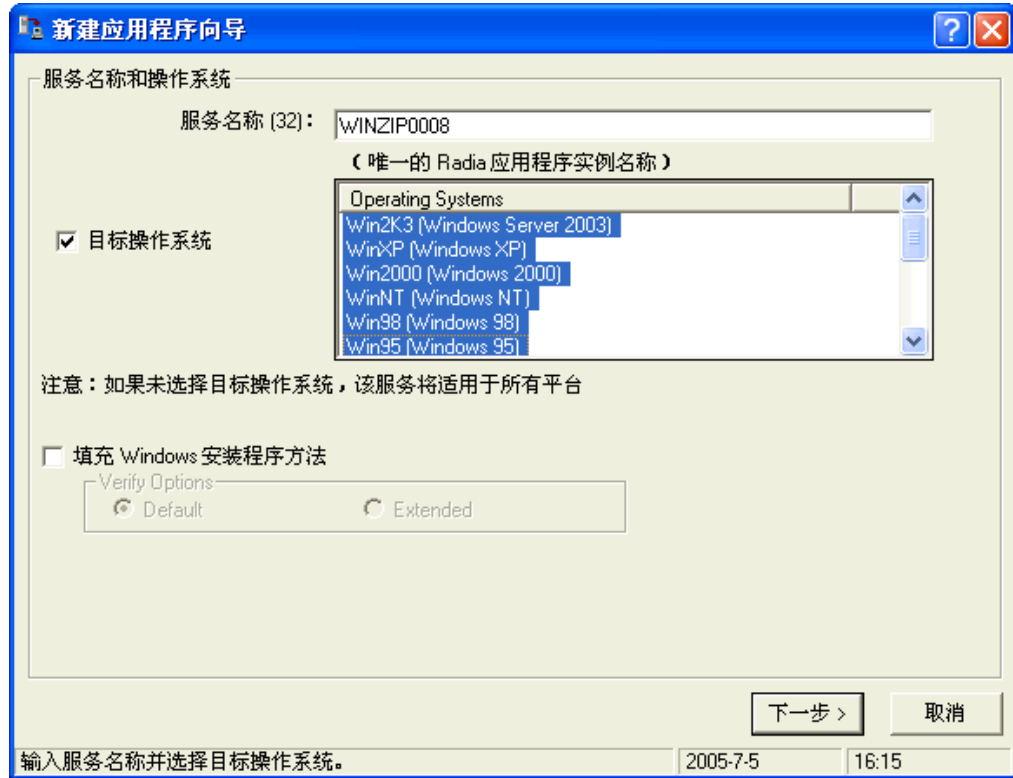 新建应用程序向导
服务名称和操作系统
服务名称 (32)： WINZIP0008
（唯一的 Radia 应用程序实例名称）
目标操作系统
Operating Systems
Win2K3 (Windows Server 2003)
WinXP (Windows XP)
Win2000 (Windows 2000)
WinNT (Windows NT)
Win98 (Windows 98)
Win95 (Windows 95)
注意：如果未选择目标操作系统，该服务将适用于所有平台
填充 Windows 安装程序方法
Verify Options
Default Extended
下一步 > 取消
输入服务名称并选择目标操作系统。 2005-7-5 16:15